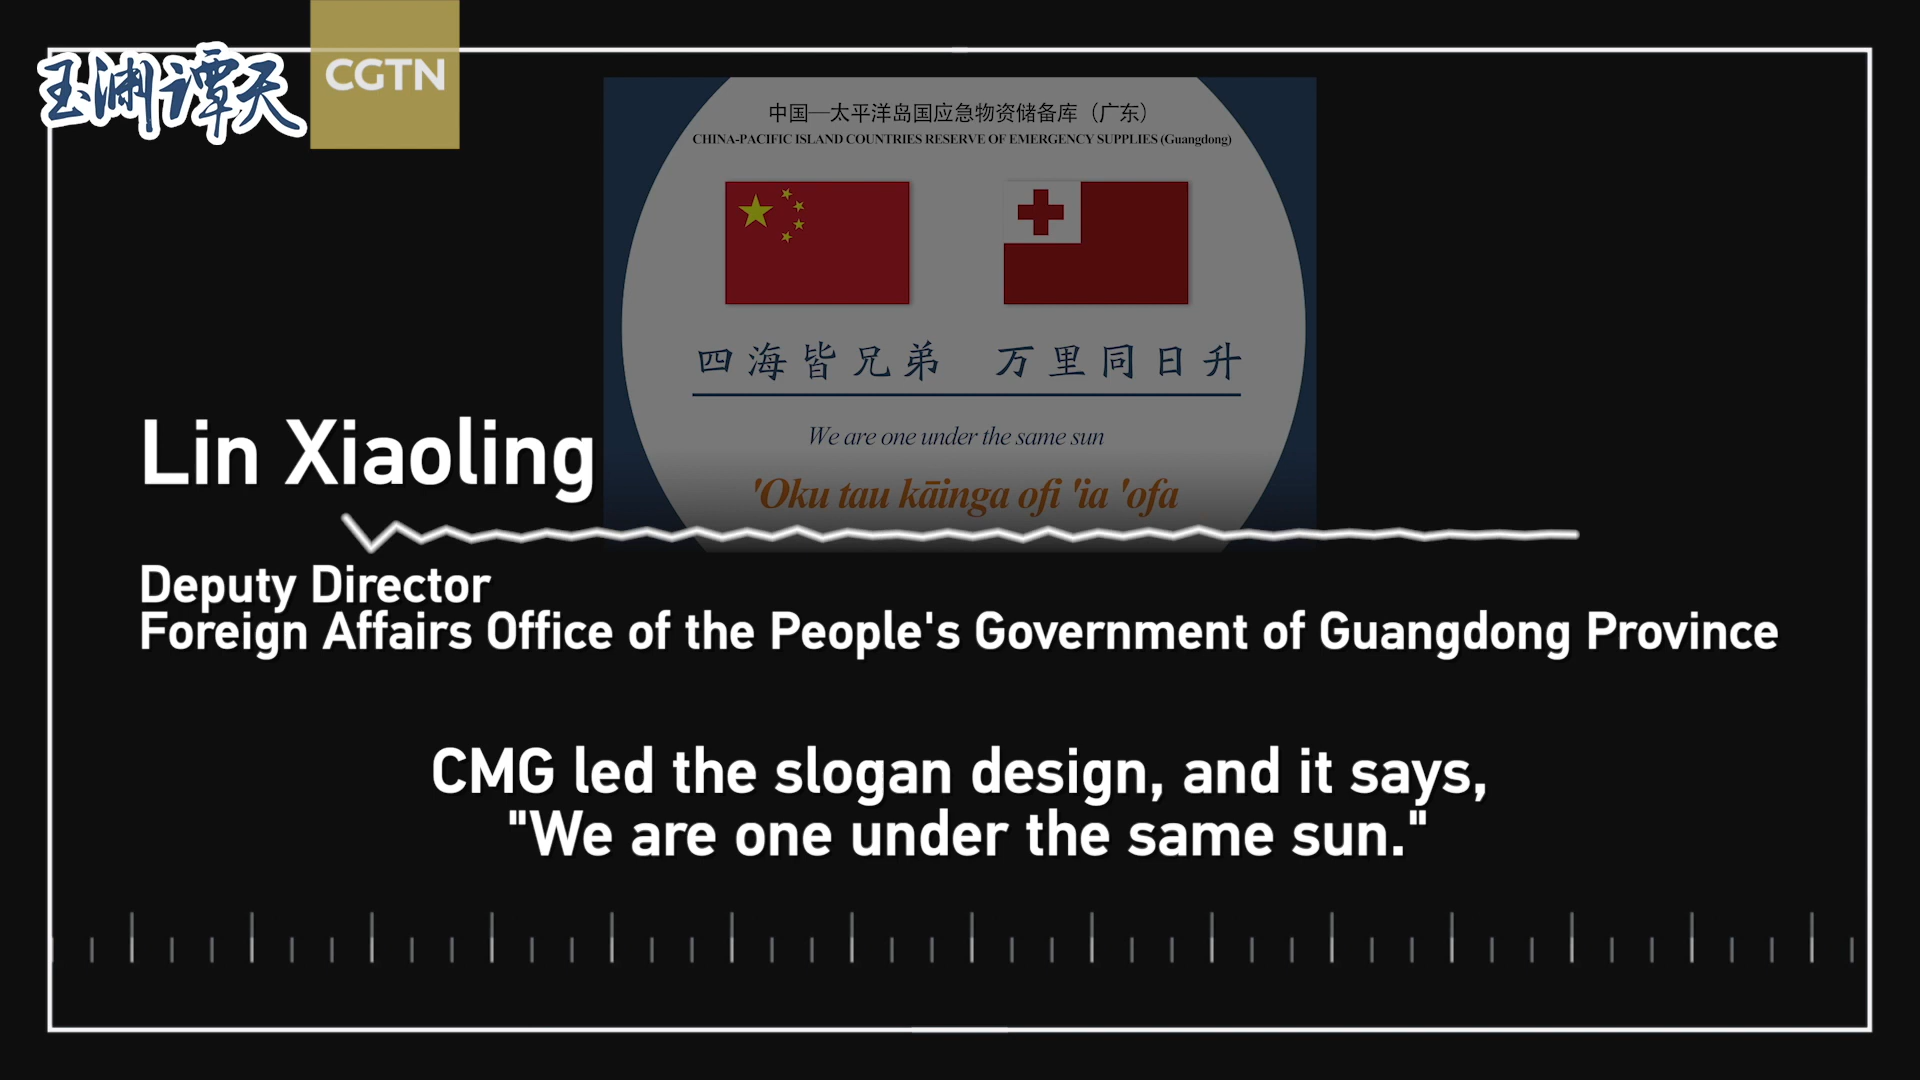 玉渊谭天
CGTN
中国—太平洋岛国应急物资储备库（广东）
CHINA-PACIFIC ISLAND COUNTRIES RESERVE OF EMERGENCY SUPPLIES (Guangdong)
四海皆兄弟 万里同日升
We are one under the same sun
'Oku tau kāinga ofi 'ia 'ofa
Lin Xiaoling
Deputy Director
Foreign Affairs Office of the People's Government of Guangdong Province
CMG led the slogan design, and it says,
"We are one under the same sun."